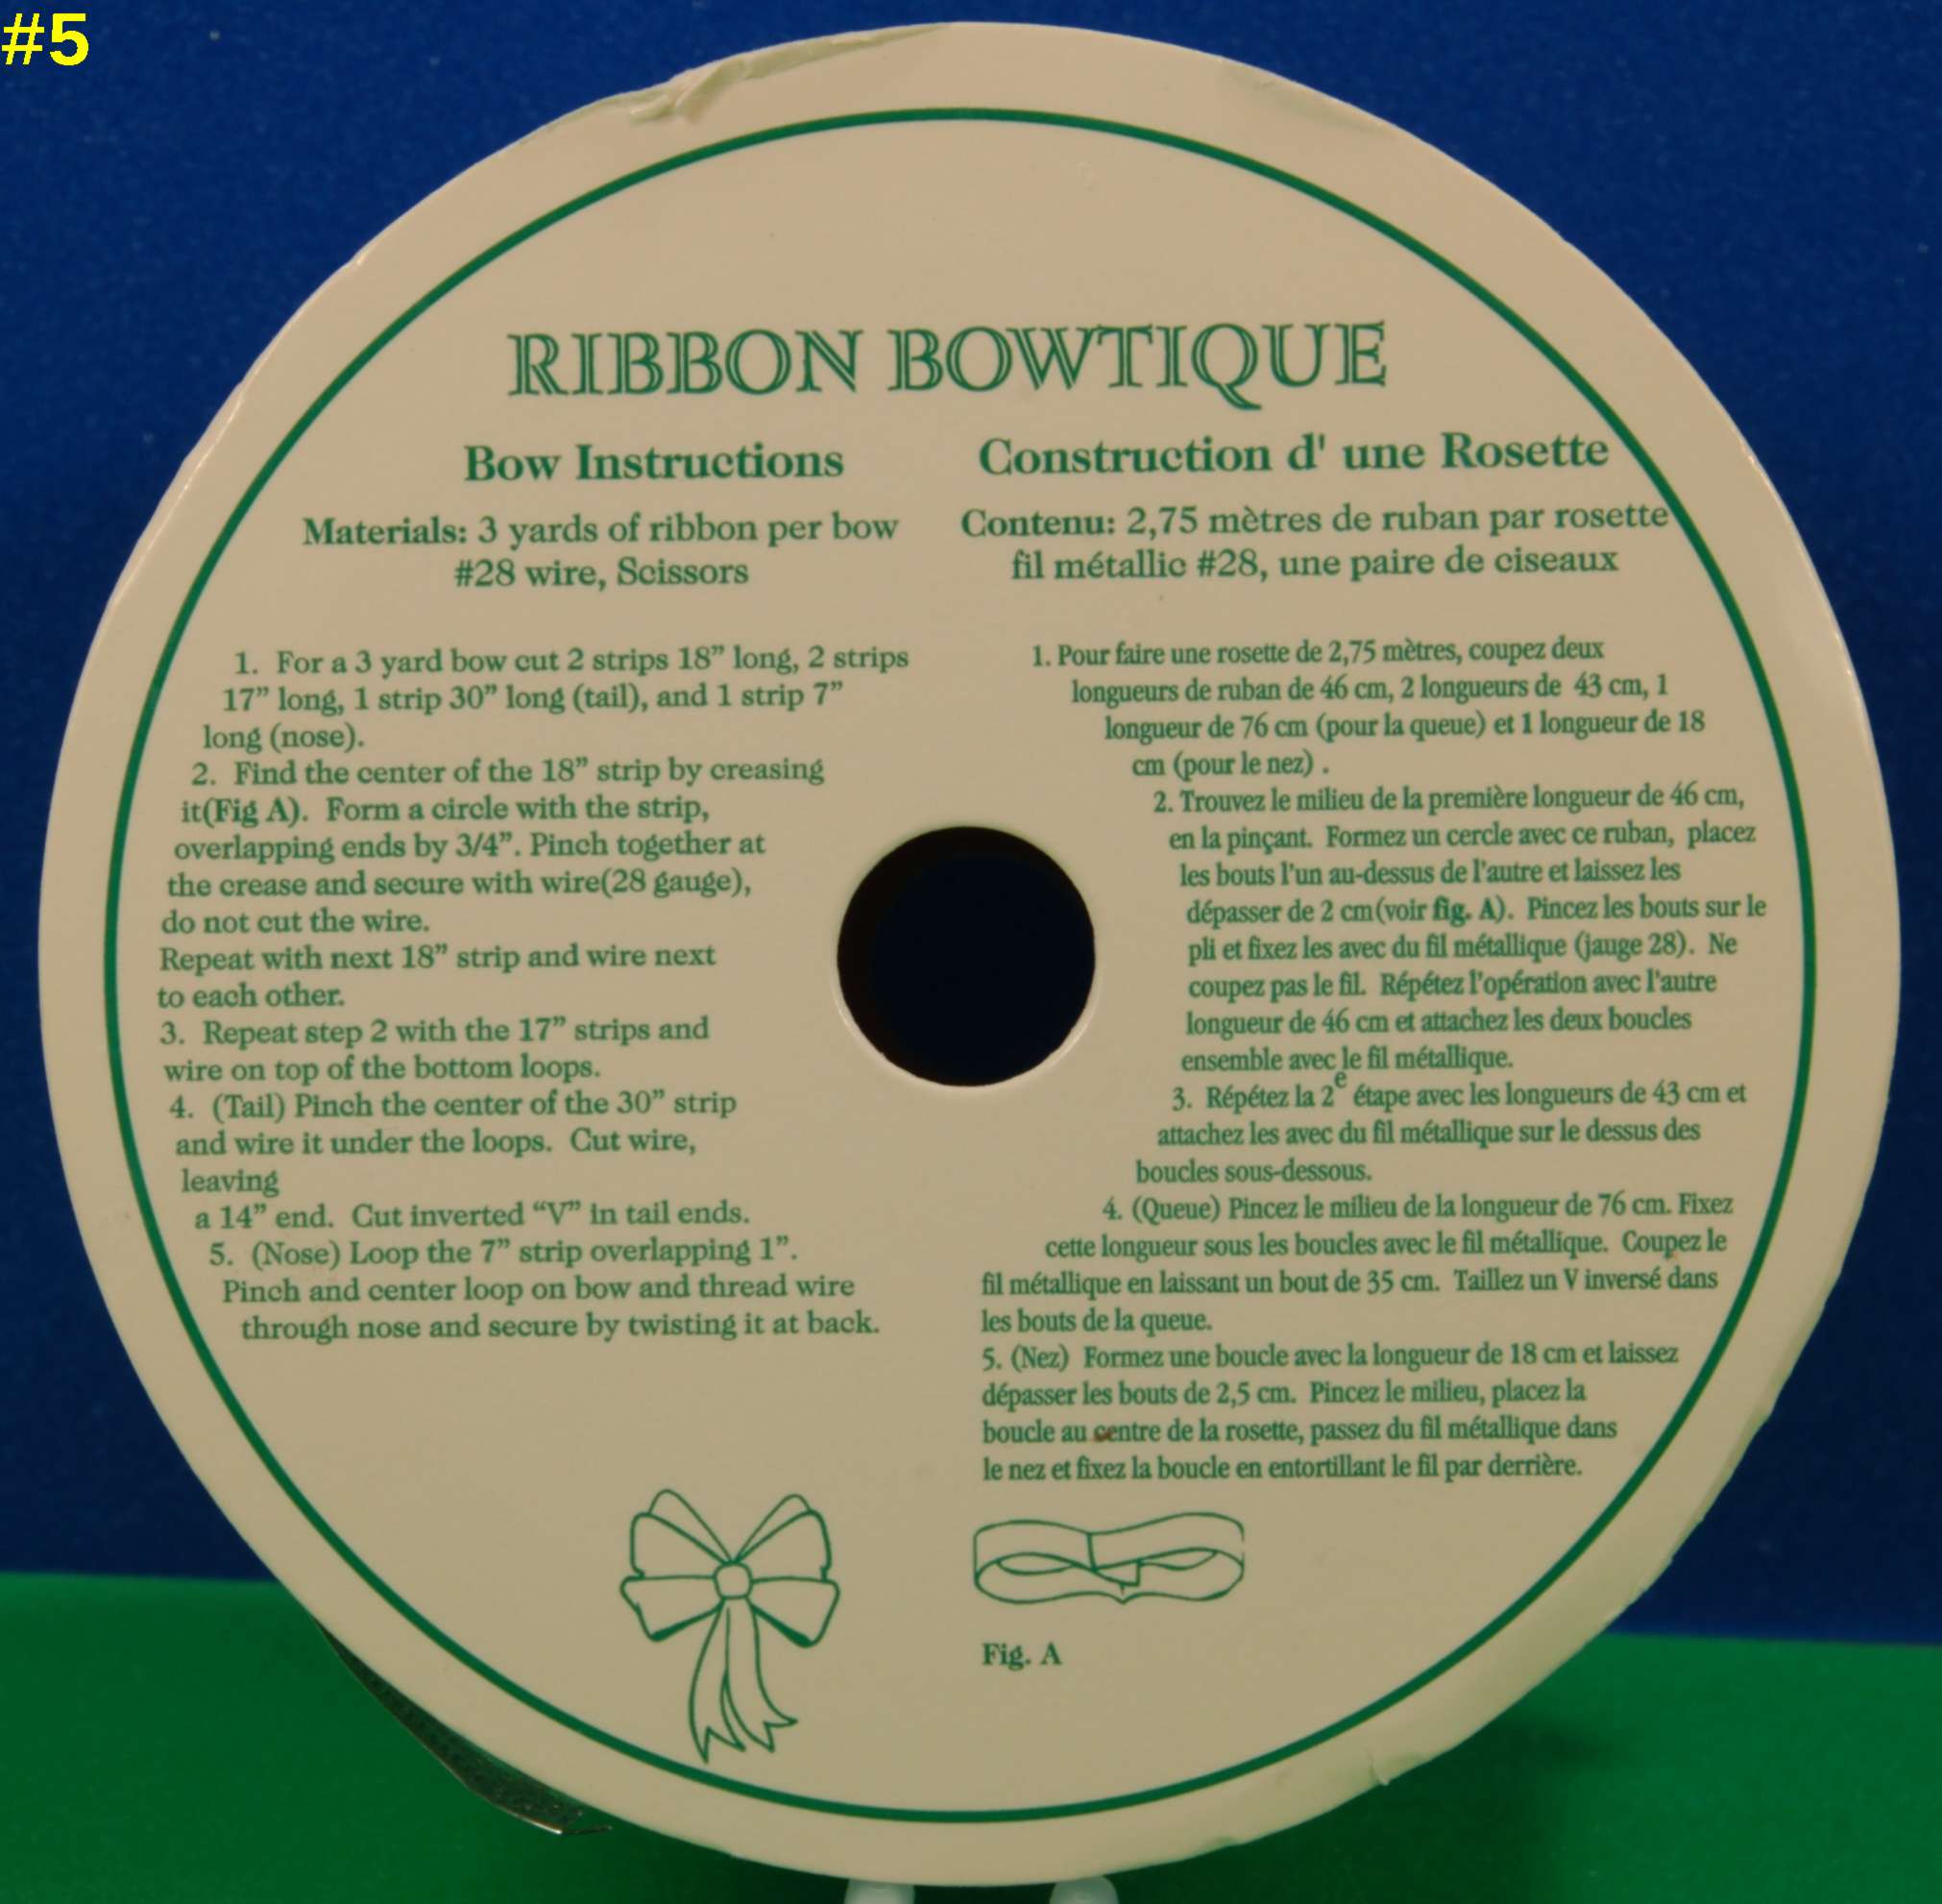 #5
RIBBON BOWTIQUE
Bow Instructions
Materials: 3 yards of ribbon per bow
#28 wire, Scissors
1. For a 3 yard bow cut 2 strips 18” long, 2 strips
17” long, 1 strip 30” long (tail), and 1 strip 7”
long (nose).
2. Find the center of the 18” strip by creasing
it(Fig A). Form a circle with the strip,
overlapping ends by 3/4”. Pinch together at
the crease and secure with wire(28 gauge),
do not cut the wire.
Repeat with next 18” strip and wire next
to each other.
3. Repeat step 2 with the 17” strips and
wire on top of the bottom loops.
4. (Tail) Pinch the center of the 30” strip
and wire it under the loops. Cut wire,
leaving
a 14” end. Cut inverted “V” in tail ends.
5. (Nose) Loop the 7” strip overlapping 1”.
Pinch and center loop on bow and thread wire
through nose and secure by twisting it at back.
Construction d' une Rosette
Contenu: 2,75 mètres de ruban par rosette
fil métallic #28, une paire de ciseaux
1. Pour faire une rosette de 2,75 mètres, coupez deux
longueurs de ruban de 46 cm, 2 longueurs de 43 cm, 1
longueur de 76 cm (pour la queue) et 1 longueur de 18
cm (pour le nez) .
2. Trouvez le milieu de la première longueur de 46 cm,
en la pinçant. Formez un cercle avec ce ruban, placez
les bouts l’un au-dessus de l’autre et laissez les
dépasser de 2 cm(voir fig. A). Pincez les bouts sur le
pli et fixez les avec du fil métallique (jauge 28). Ne
coupez pas le fil. Répétez l’opération avec l'autre
longueur de 46 cm et attachez les deux boucles
ensemble avec le fil métallique.
3. Répétez la 2e étape avec les longueurs de 43 cm et
attachez les avec du fil métallique sur le dessus des
boucles sous-dessous.
4. (Queue) Pincez le milieu de la longueur de 76 cm. Fixez
cette longueur sous les boucles avec le fil métallique. Coupez le
fil métallique en laissant un bout de 35 cm. Taillez un V inversé dans
les bouts de la queue.
5. (Nez) Formez une boucle avec la longueur de 18 cm et laissez
dépasser les bouts de 2,5 cm. Pincez le milieu, placez la
boucle au centre de la rosette, passez du fil métallique dans
le nez et fixez la boucle en entortillant le fil par derrière.
Fig. A